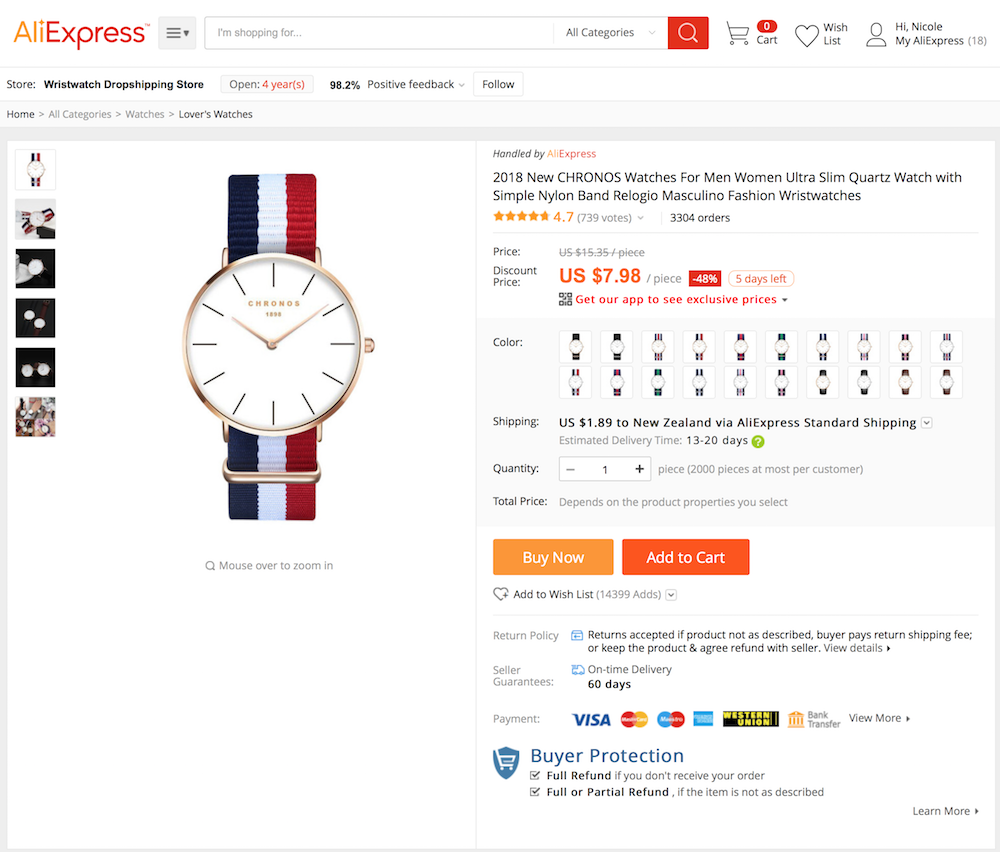 AliExpress™
I'm shopping for...
All Categories
0
Cart
Wish
List
Hi, Nicole
My AliExpress (18)
Store: Wristwatch Dropshipping Store
Open: 4 year(s)
98.2% Positive feedback
Follow
Home > All Categories > Watches > Lover's Watches
Handled by AliExpress
2018 New CHRONOS Watches For Men Women Ultra Slim Quartz Watch with
Simple Nylon Band Relogio Masculino Fashion Wristwatches
4.7 (739 votes)
3304 orders
Price: US $15.35 / piece
Discount
Price:
US $7.98 / piece
-48%
5 days left
Get our app to see exclusive prices
CHRONOS
1898
Color:
Shipping: US $1.89 to New Zealand via AliExpress Standard Shipping
Estimated Delivery Time: 13-20 days ?
Quantity: − 1 + piece (2000 pieces at most per customer)
Total Price: Depends on the product properties you select
Mouse over to zoom in
Buy Now
Add to Cart
Add to Wish List (14399 Adds)
Return Policy
Returns accepted if product not as described, buyer pays return shipping fee;
or keep the product & agree refund with seller. View details
Seller
Guarantees:
On-time Delivery
60 days
Payment:
VISA
MasterCard
Maestro
WESTERN
UNION
Bank
Transfer
View More
Buyer Protection
Full Refund if you don't receive your order
Full or Partial Refund , if the item is not as described
Learn More